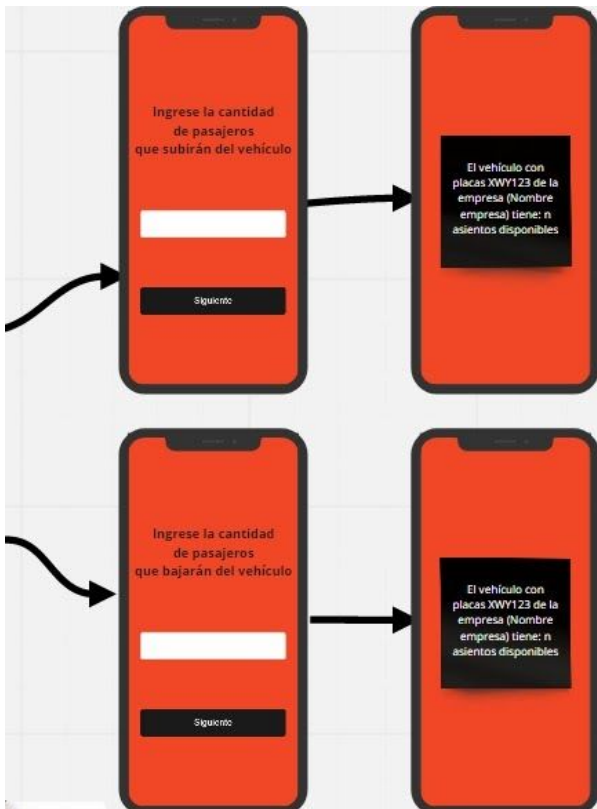 Ingrese la cantidad
de pasajeros
que subirán del vehículo
Siguiente
El vehículo con
placas XWY123 de la
empresa (Nombre
empresa) tiene: n
asientos disponibles
Ingrese la cantidad
de pasajeros
que bajarán del vehículo
Siguiente
El vehículo con
placas XWY123 de la
empresa (Nombre
empresa) tiene: n
asientos disponibles